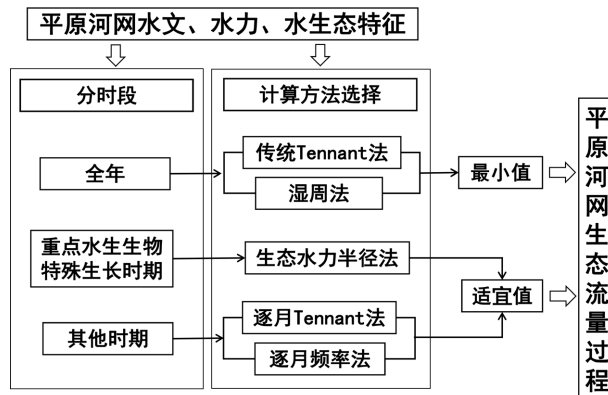 平原河网水文、水力、水生态特征
分时段
计算方法选择
全年
传统Tennant法
湿周法
最小值
重点水生生物
特殊生长时期
生态水力半径法
适宜值
其他时期
逐月Tennant法
逐月频率法
平原河网生态流量过程